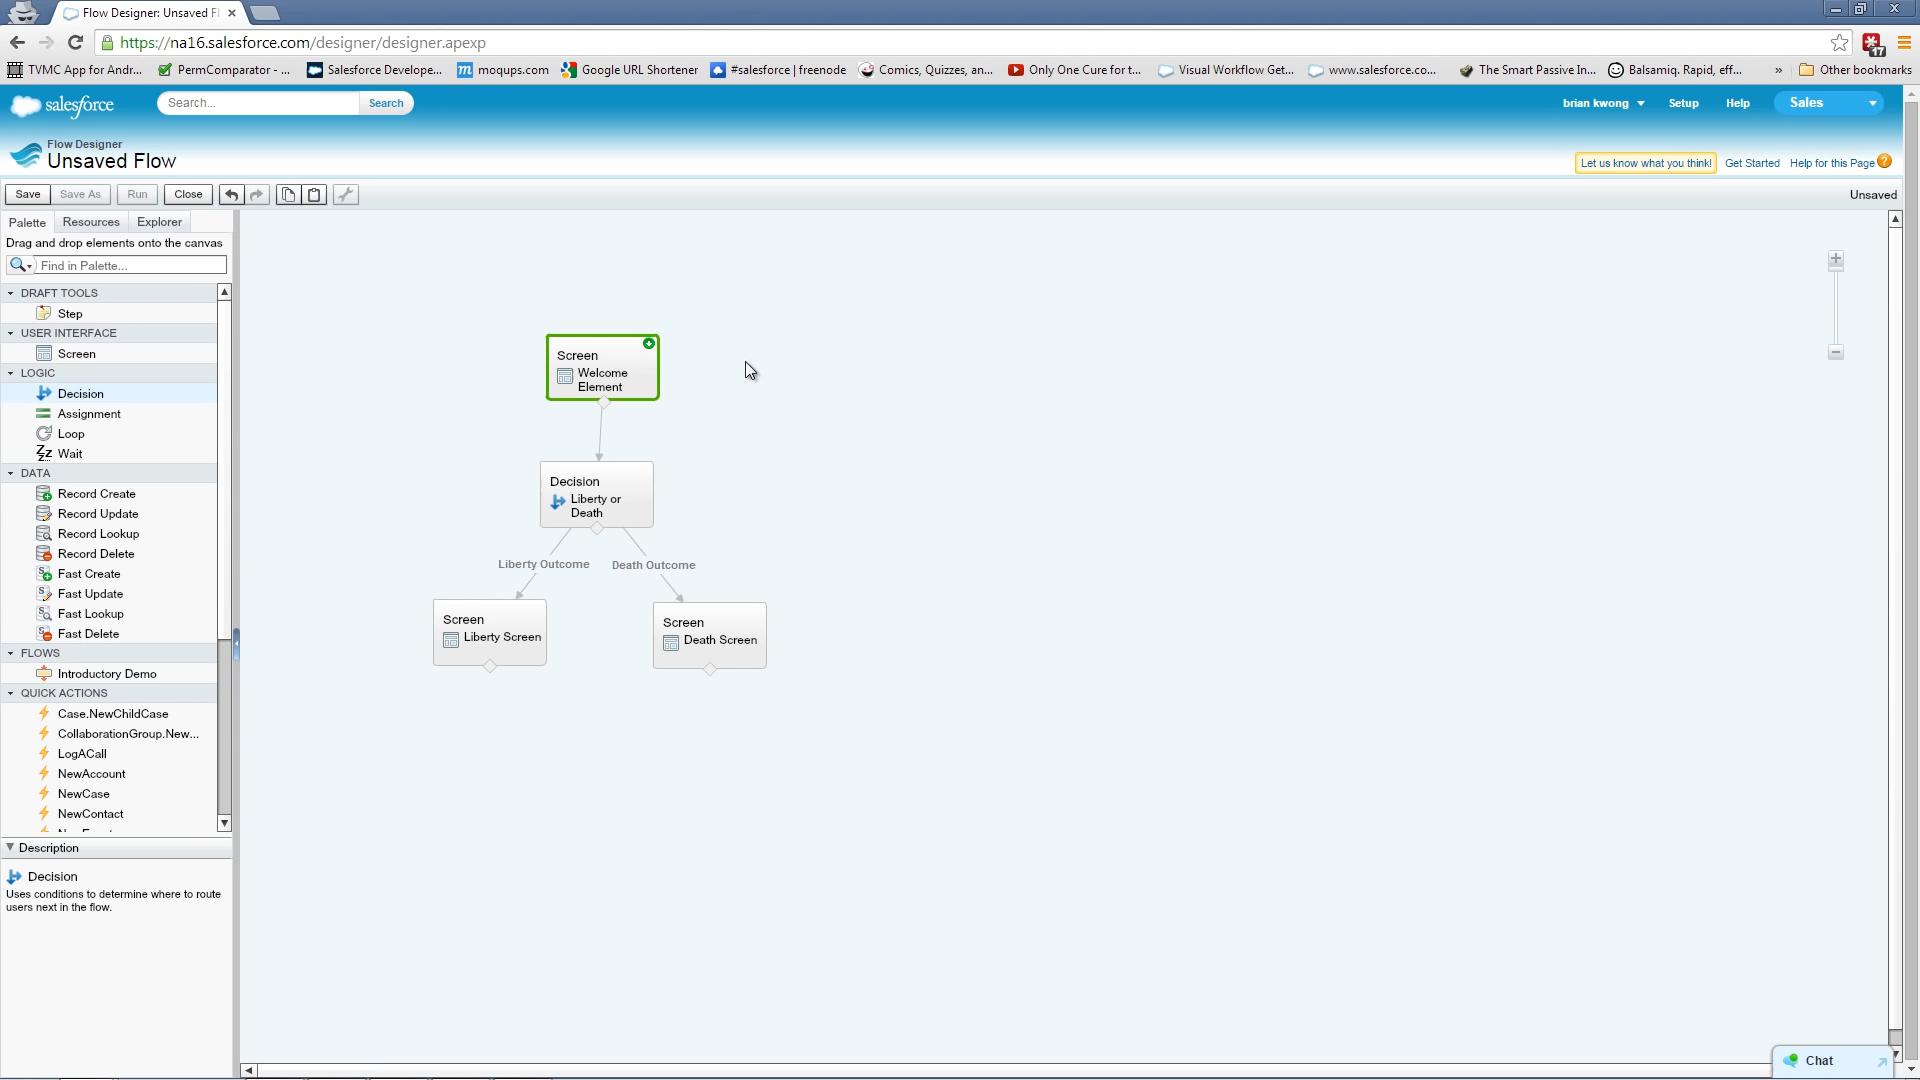 Flow Designer: Unsaved Fl
https://na16.salesforce.com/designer/designer.apexp
TVMC App for Andr... PermComparator - ... Salesforce Develope... moqups.com Google URL Shortener #salesforce | freenode Comics, Quizzes, an... Only One Cure for t... Visual Workflow Get... www.salesforce.co... The Smart Passive In... Balsamiq. Rapid, eff... » Other bookmarks
17
salesforce Search... Search brian kwong Setup Help Sales
Flow Designer
Unsaved Flow
Let us know what you think! Get Started Help for this Page ?
Save Save As Run Close Unsaved
Palette Resources Explorer
Drag and drop elements onto the canvas
Find in Palette...
DRAFT TOOLS
Step
USER INTERFACE
Screen
LOGIC
Decision
Assignment
Loop
Wait
DATA
Record Create
Record Update
Record Lookup
Record Delete
Fast Create
Fast Update
Fast Lookup
Fast Delete
FLOWS
Introductory Demo
QUICK ACTIONS
Case.NewChildCase
CollaborationGroup.New...
LogACall
NewAccount
NewCase
NewContact
Description
Decision
Uses conditions to determine where to route
users next in the flow.
Screen
Welcome
Element
Decision
Liberty or
Death
Liberty Outcome Death Outcome
Screen
Liberty Screen
Screen
Death Screen
Chat